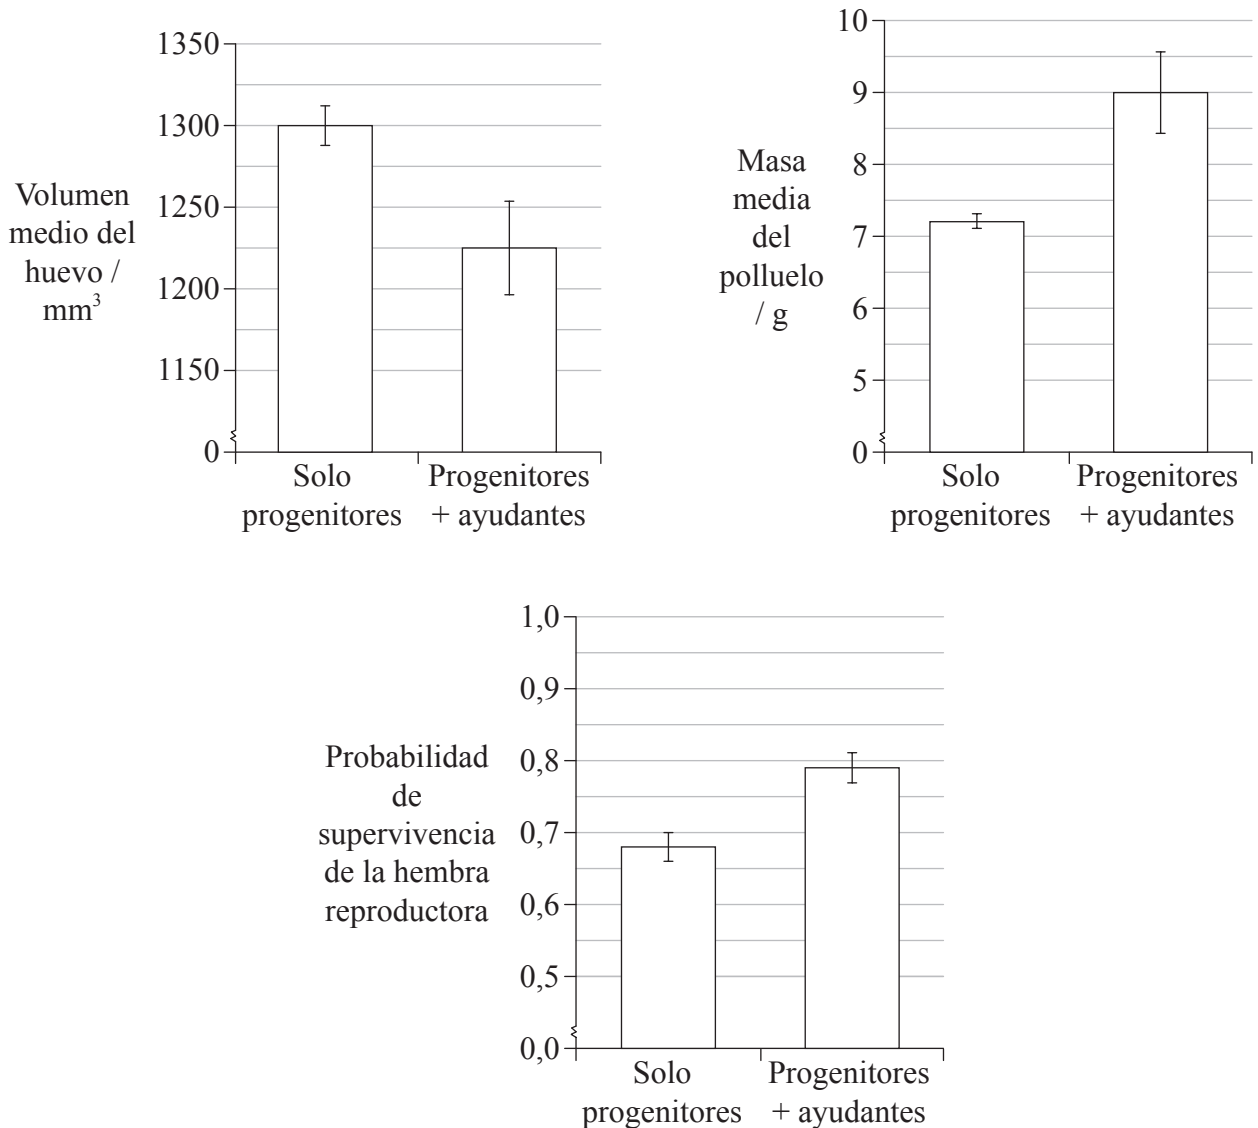 1350
1300
1250
1200
1150
0
Volumen
medio del
huevo /
mm³
Solo
progenitores
Progenitores
+ ayudantes
10
9
8
7
6
5
0
Masa
media
del
polluelo
/ g
Solo
progenitores
Progenitores
+ ayudantes
1,0
0,9
0,8
0,7
0,6
0,5
0,0
Probabilidad
de
supervivencia
de la hembra
reproductora
Solo
progenitores
Progenitores
+ ayudantes